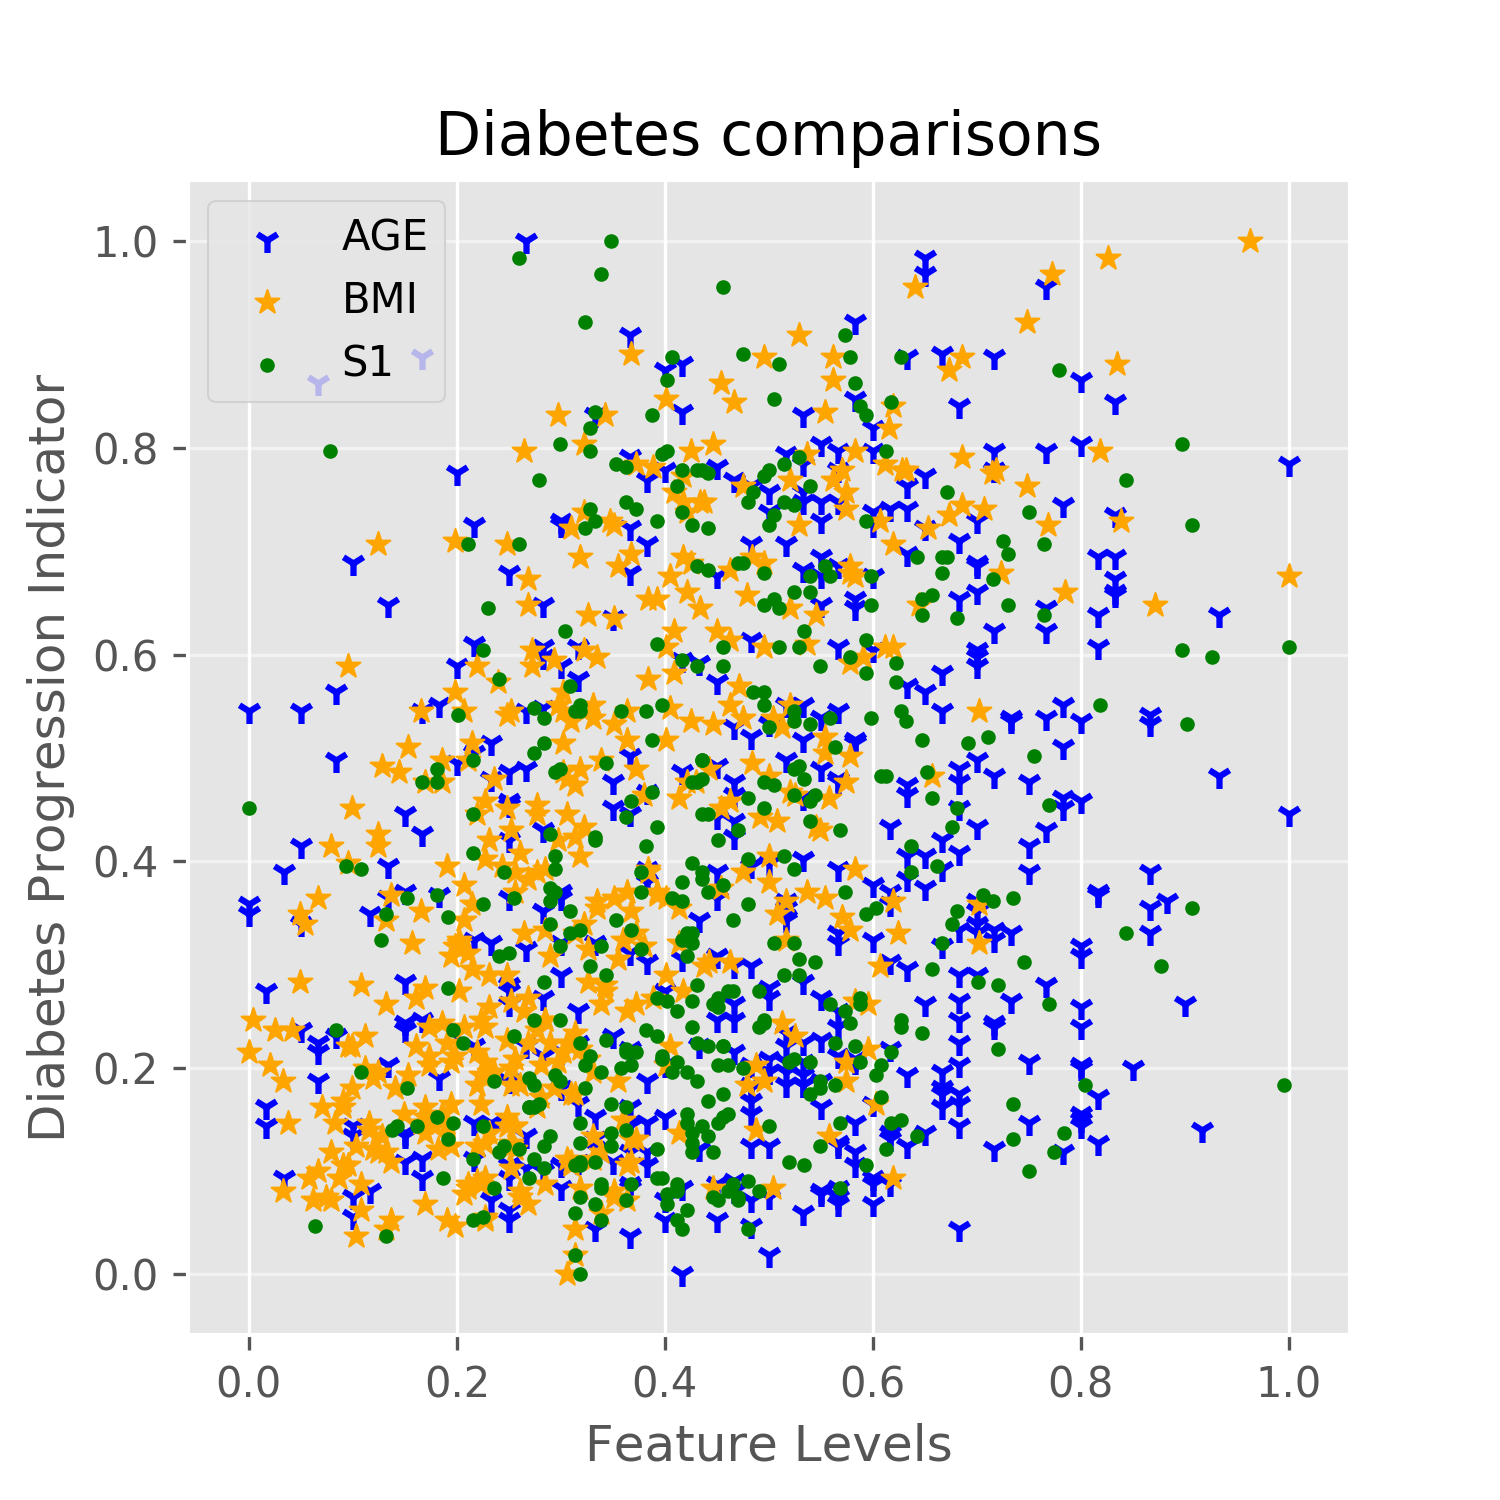 Diabetes comparisons
AGE
BMI
S1
Diabetes Progression Indicator
1.0
0.8
0.6
0.4
0.2
0.0
0.0 0.2 0.4 0.6 0.8 1.0
Feature Levels